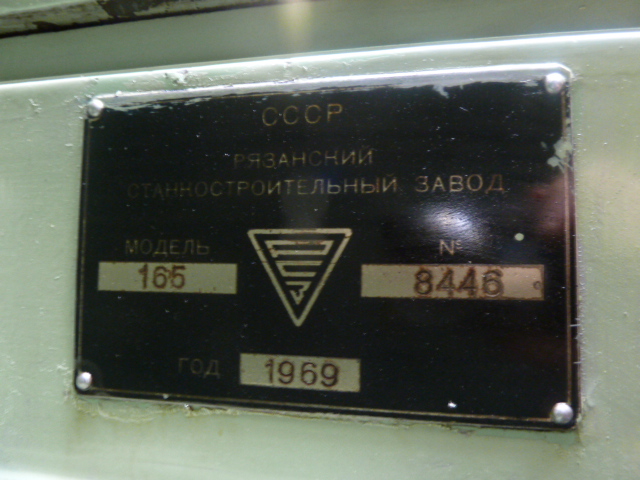 СССР
РЯЗАНСКИЙ
СТАНКОСТРОИТЕЛЬНЫЙ ЗАВОД
МОДЕЛЬ №
165 8446
ГОД 1969